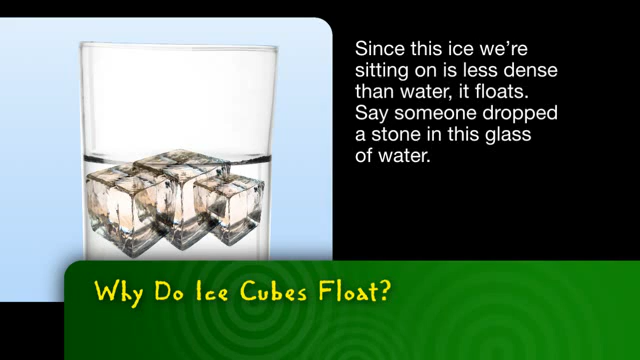 Since this ice we're
sitting on is less dense
than water, it floats.
Say someone dropped
a stone in this glass
of water.
Why Do Ice Cubes Float?